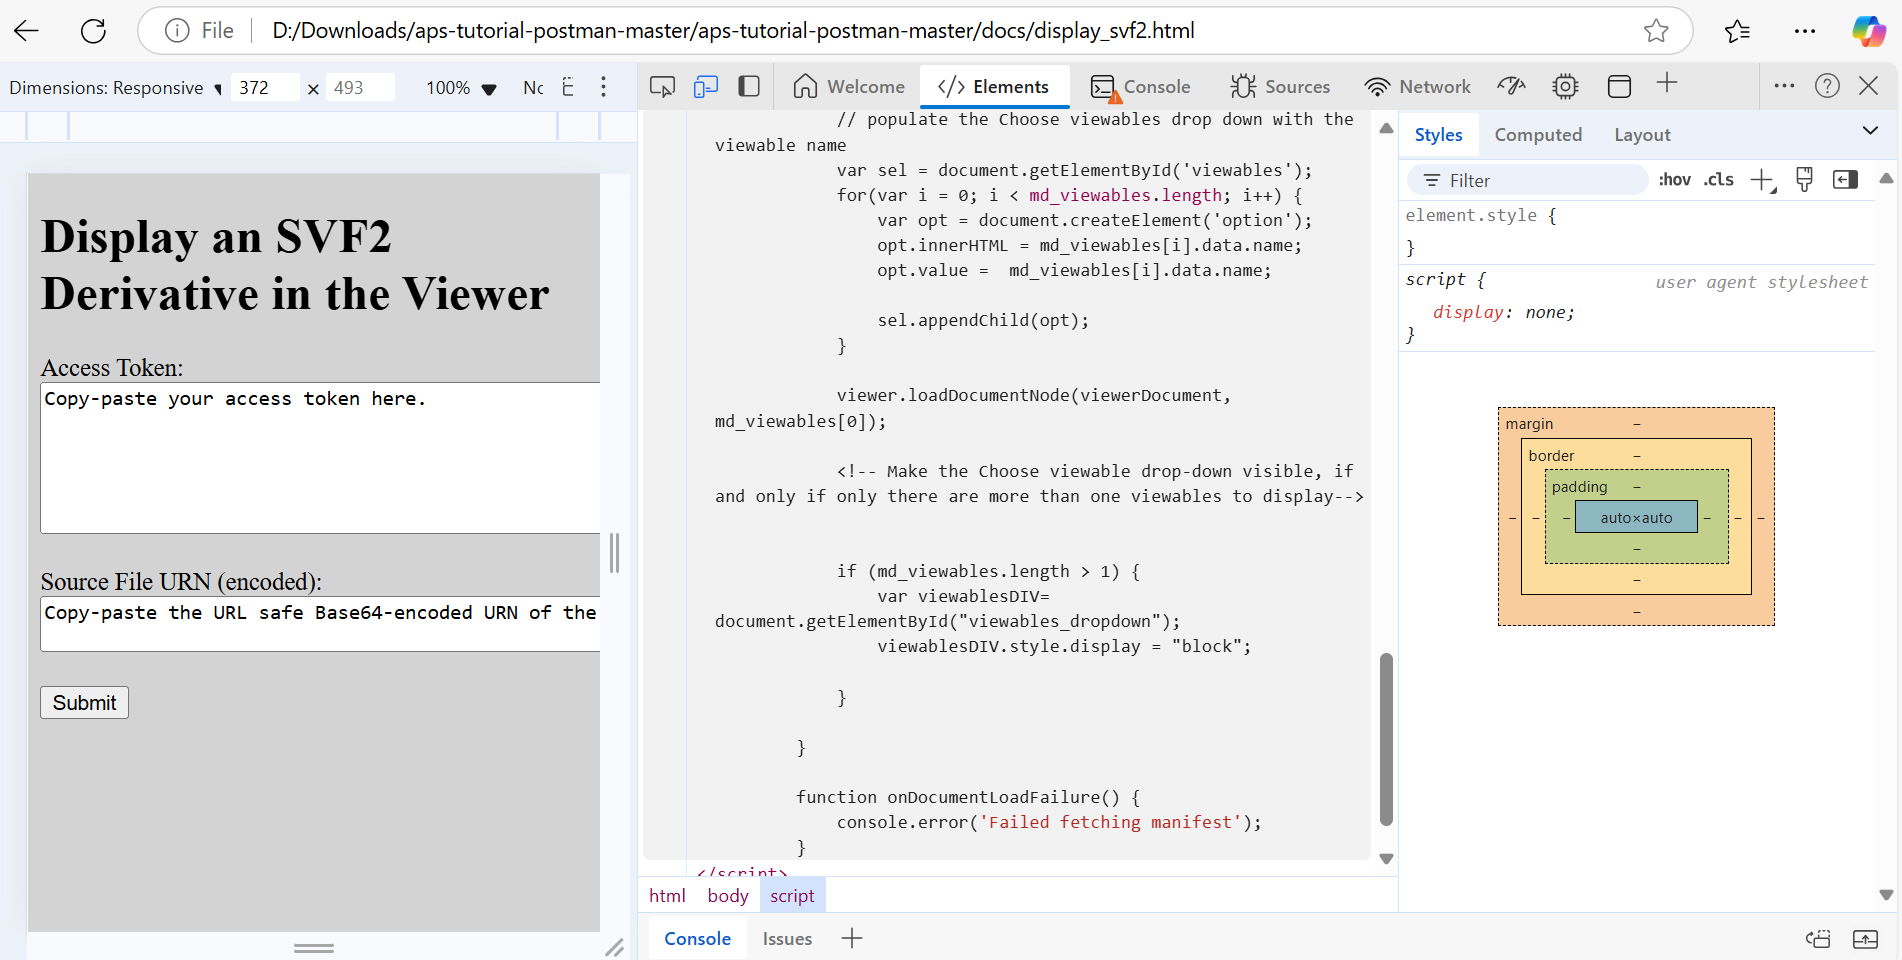 File D:/Downloads/aps-tutorial-postman-master/aps-tutorial-postman-master/docs/display_svf2.html
Dimensions: Responsive 372 × 493 100% No
Welcome </> Elements Console Sources Network
Display an SVF2
Derivative in the Viewer
Access Token:
Copy-paste your access token here.
Source File URN (encoded):
Copy-paste the URL safe Base64-encoded URN of the
Submit
// populate the Choose viewables drop down with the
viewable name
var sel = document.getElementById('viewables');
for(var i = 0; i < md_viewables.length; i++) {
var opt = document.createElement('option');
opt.innerHTML = md_viewables[i].data.name;
opt.value =  md_viewables[i].data.name;
sel.appendChild(opt);
}
viewer.loadDocumentNode(viewerDocument,
md_viewables[0]);
<!-- Make the Choose viewable drop-down visible, if
and only if only there are more than one viewables to display-->
if (md_viewables.length > 1) {
var viewablesDIV=
document.getElementById("viewables_dropdown");
viewablesDIV.style.display = "block";
}
}
function onDocumentLoadFailure() {
console.error('Failed fetching manifest');
}
</script>
html body script
Console Issues
Styles Computed Layout
Filter :hov .cls
element.style {
}
script { user agent stylesheet
display: none;
}
margin –
border –
padding –
– – – auto×auto – – –
–
–
–